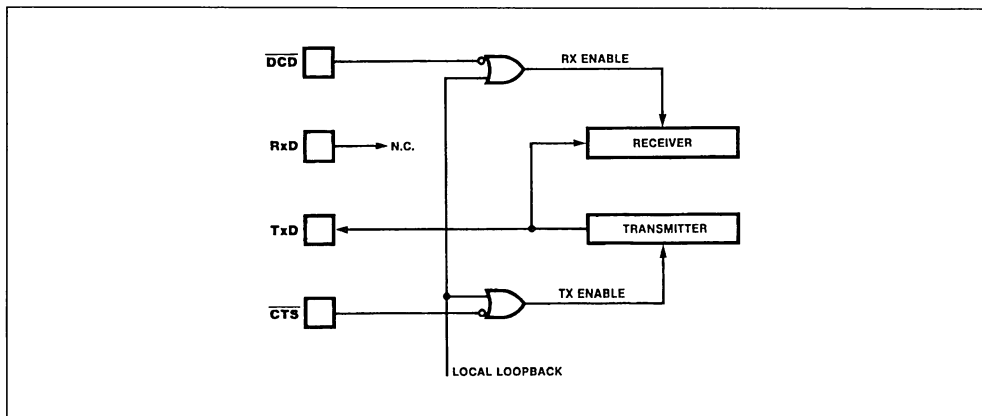 DCD
RX ENABLE
RxD
N.C.
RECEIVER
TxD
TRANSMITTER
TX ENABLE
CTS
LOCAL LOOPBACK